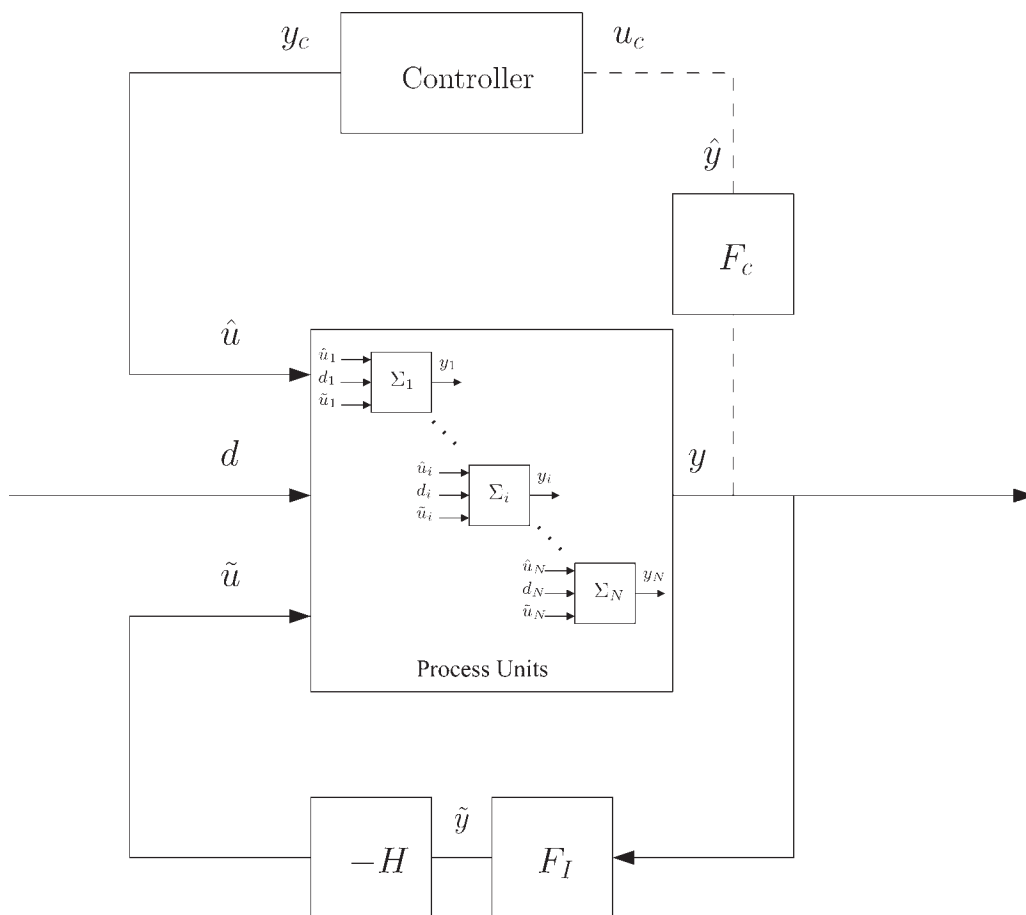 y_c
u_c
Controller
ŷ
F_c
û
û_1
d_1
ũ_1
Σ_1
y_1
d
y
û_i
d_i
ũ_i
Σ_i
y_i
ũ
û_N
d_N
ũ_N
Σ_N
y_N
Process Units
ỹ
−H
F_I